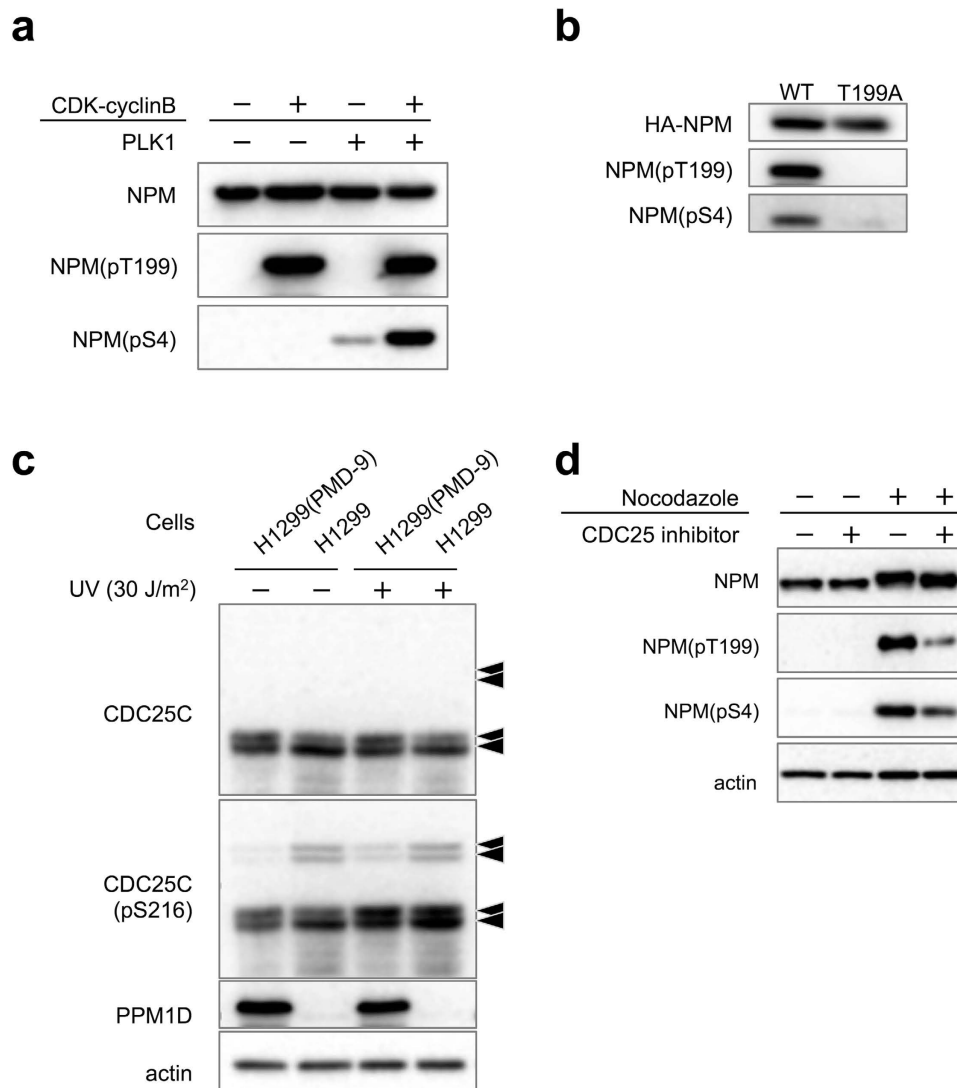 a
CDK-cyclinB − + − +
PLK1 − − + +
NPM
NPM(pT199)
NPM(pS4)
b
WT T199A
HA-NPM
NPM(pT199)
NPM(pS4)
c
Cells H1299(PMD-9) H1299 H1299(PMD-9) H1299
UV (30 J/m²) − − + +
CDC25C
CDC25C
(pS216)
PPM1D
actin
d
Nocodazole − − + +
CDC25 inhibitor − + − +
NPM
NPM(pT199)
NPM(pS4)
actin